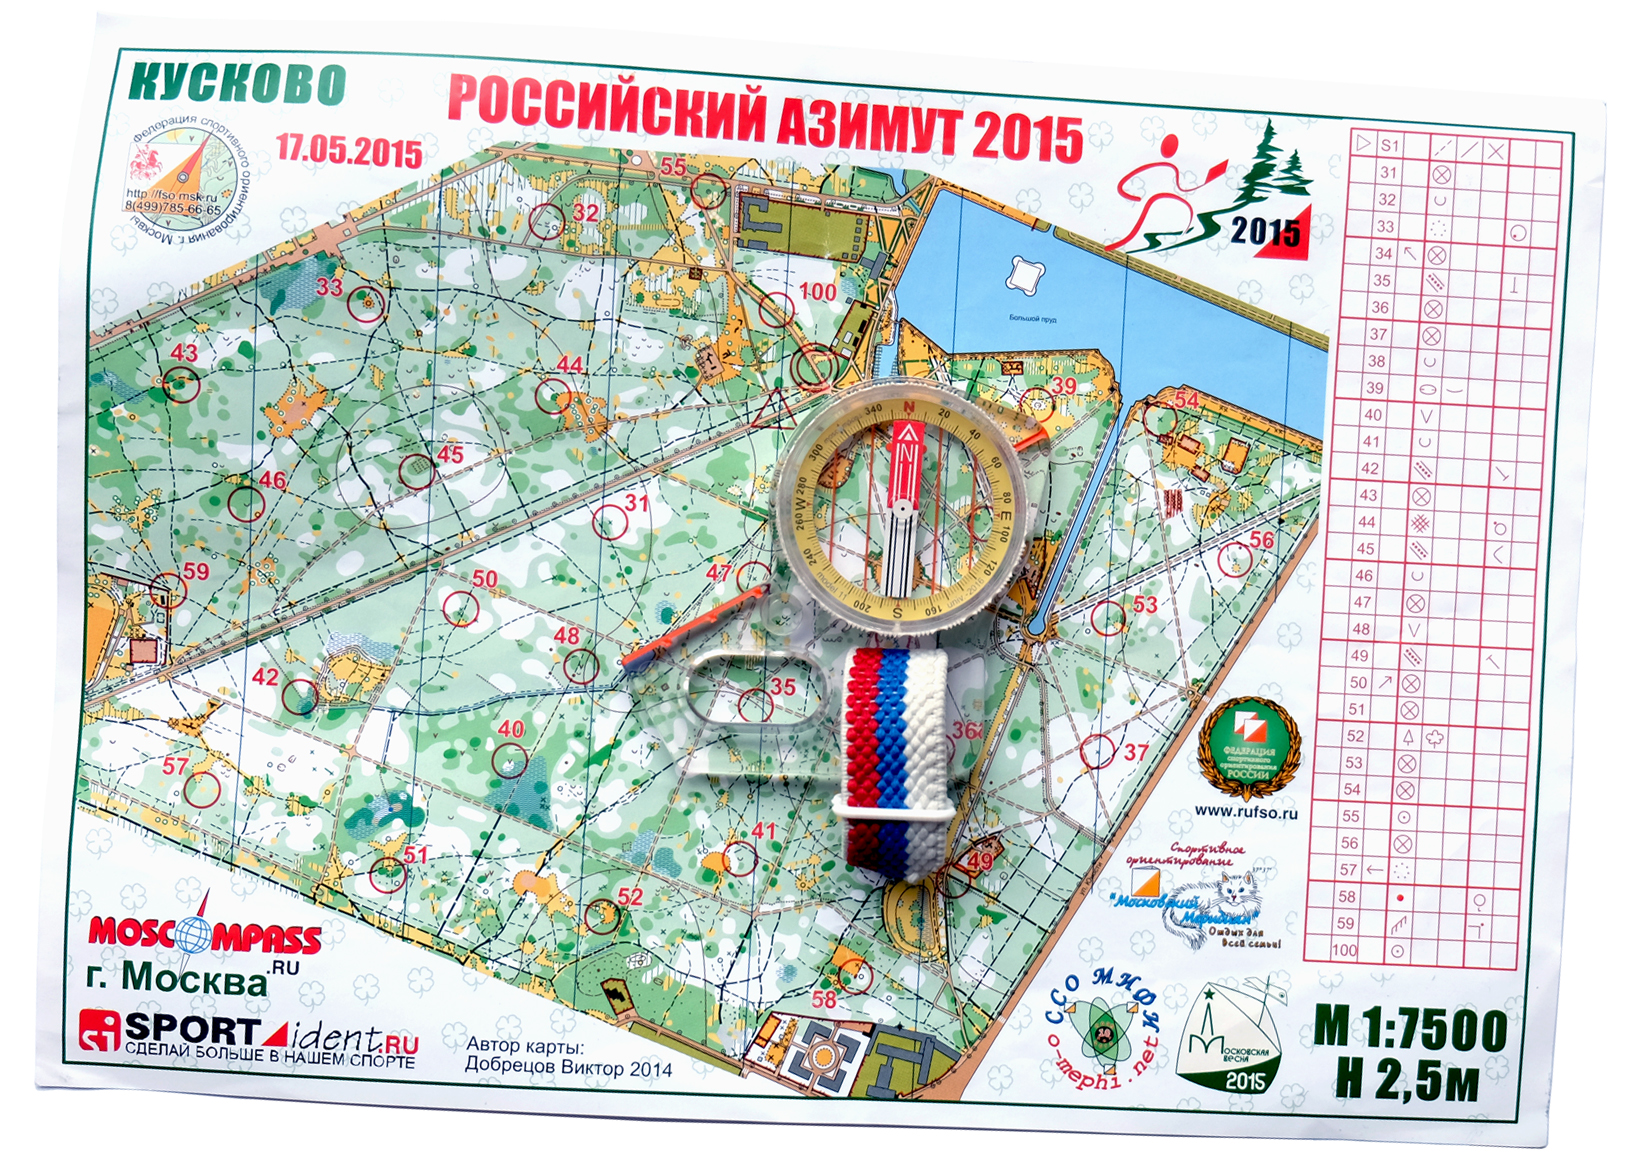 КУСКОВО
РОССИЙСКИЙ АЗИМУТ 2015
17.05.2015
Федерация спортивного ориентирования г. Москвы
http://fso.msk.ru
8(499)785-66-65
2015
Большой пруд
55
32
33
100
43
44
39
54
45
46
31
56
59
50
47
53
48
42
35
40
36
37
57
41
51
49
52
58
N
20
40
60
80
E
100
120
160
S
200
240
260
W
280
300
340
N
S1
31
32
33
34
35
36
37
38
39
40
41
42
43
44
45
46
47
48
49
50
51
52
53
54
55
56
57
58
59
100
ФЕДЕРАЦИЯ
спортивного
ориентирования
РОССИИ
www.rufso.ru
Спортивное
ориентирование
"Московский
Меридиан"
Отдых для
всей семьи!
ССО МИФИ
o-mephi.net
МОСКОВСКАЯ
ВЕСНА
2015
М 1:7500
Н 2,5м
MOSCOMPASS
.RU
г. Москва
SPORTident.RU
СДЕЛАЙ БОЛЬШЕ В НАШЕМ СПОРТЕ
Автор карты:
Добрецов Виктор 2014